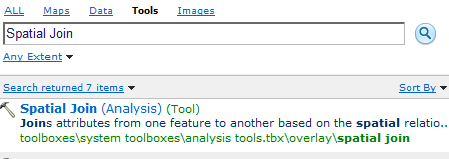 ALL Maps Data Tools Images
Spatial Join
Any Extent
Search returned 7 items Sort By
Spatial Join (Analysis) (Tool)
Joins attributes from one feature to another based on the spatial relatio..
toolboxes\system toolboxes\analysis tools.tbx\overlay\spatial join